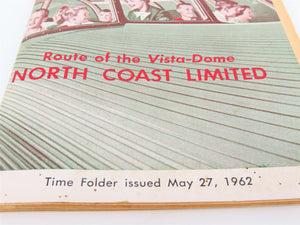 Route of the Vista-Dome
NORTH COAST LIMITED
Time Folder issued May 27, 1962